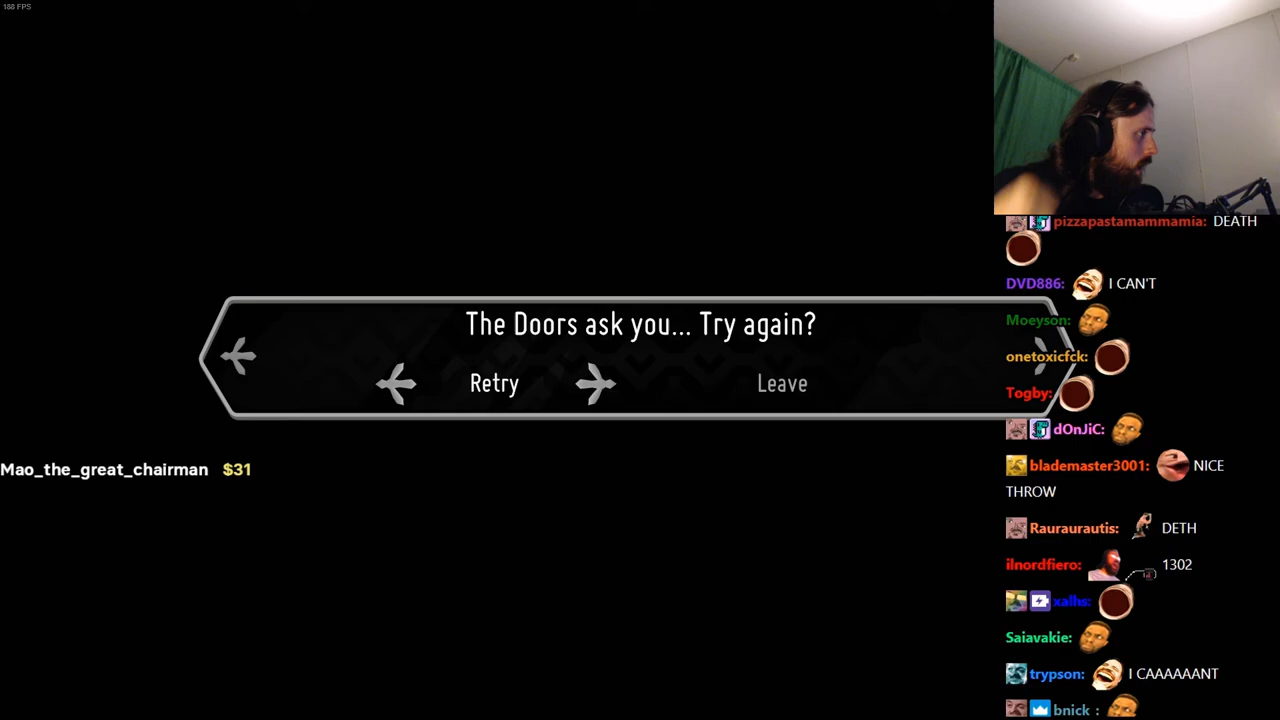 188 FPS
The Doors ask you... Try again?
Retry
Leave
Mao_the_great_chairman $31
pizzapastamammamia: DEATH
DVD886: I CAN'T
Moeyson:
onetoxicfck:
Togby:
dOnJiC:
blademaster3001: NICE
THROW
Rauraurautis: DETH
ilnordfiero: 1302
xalhs:
Saiavakie:
trypson: I CAAAAAANT
bnick :